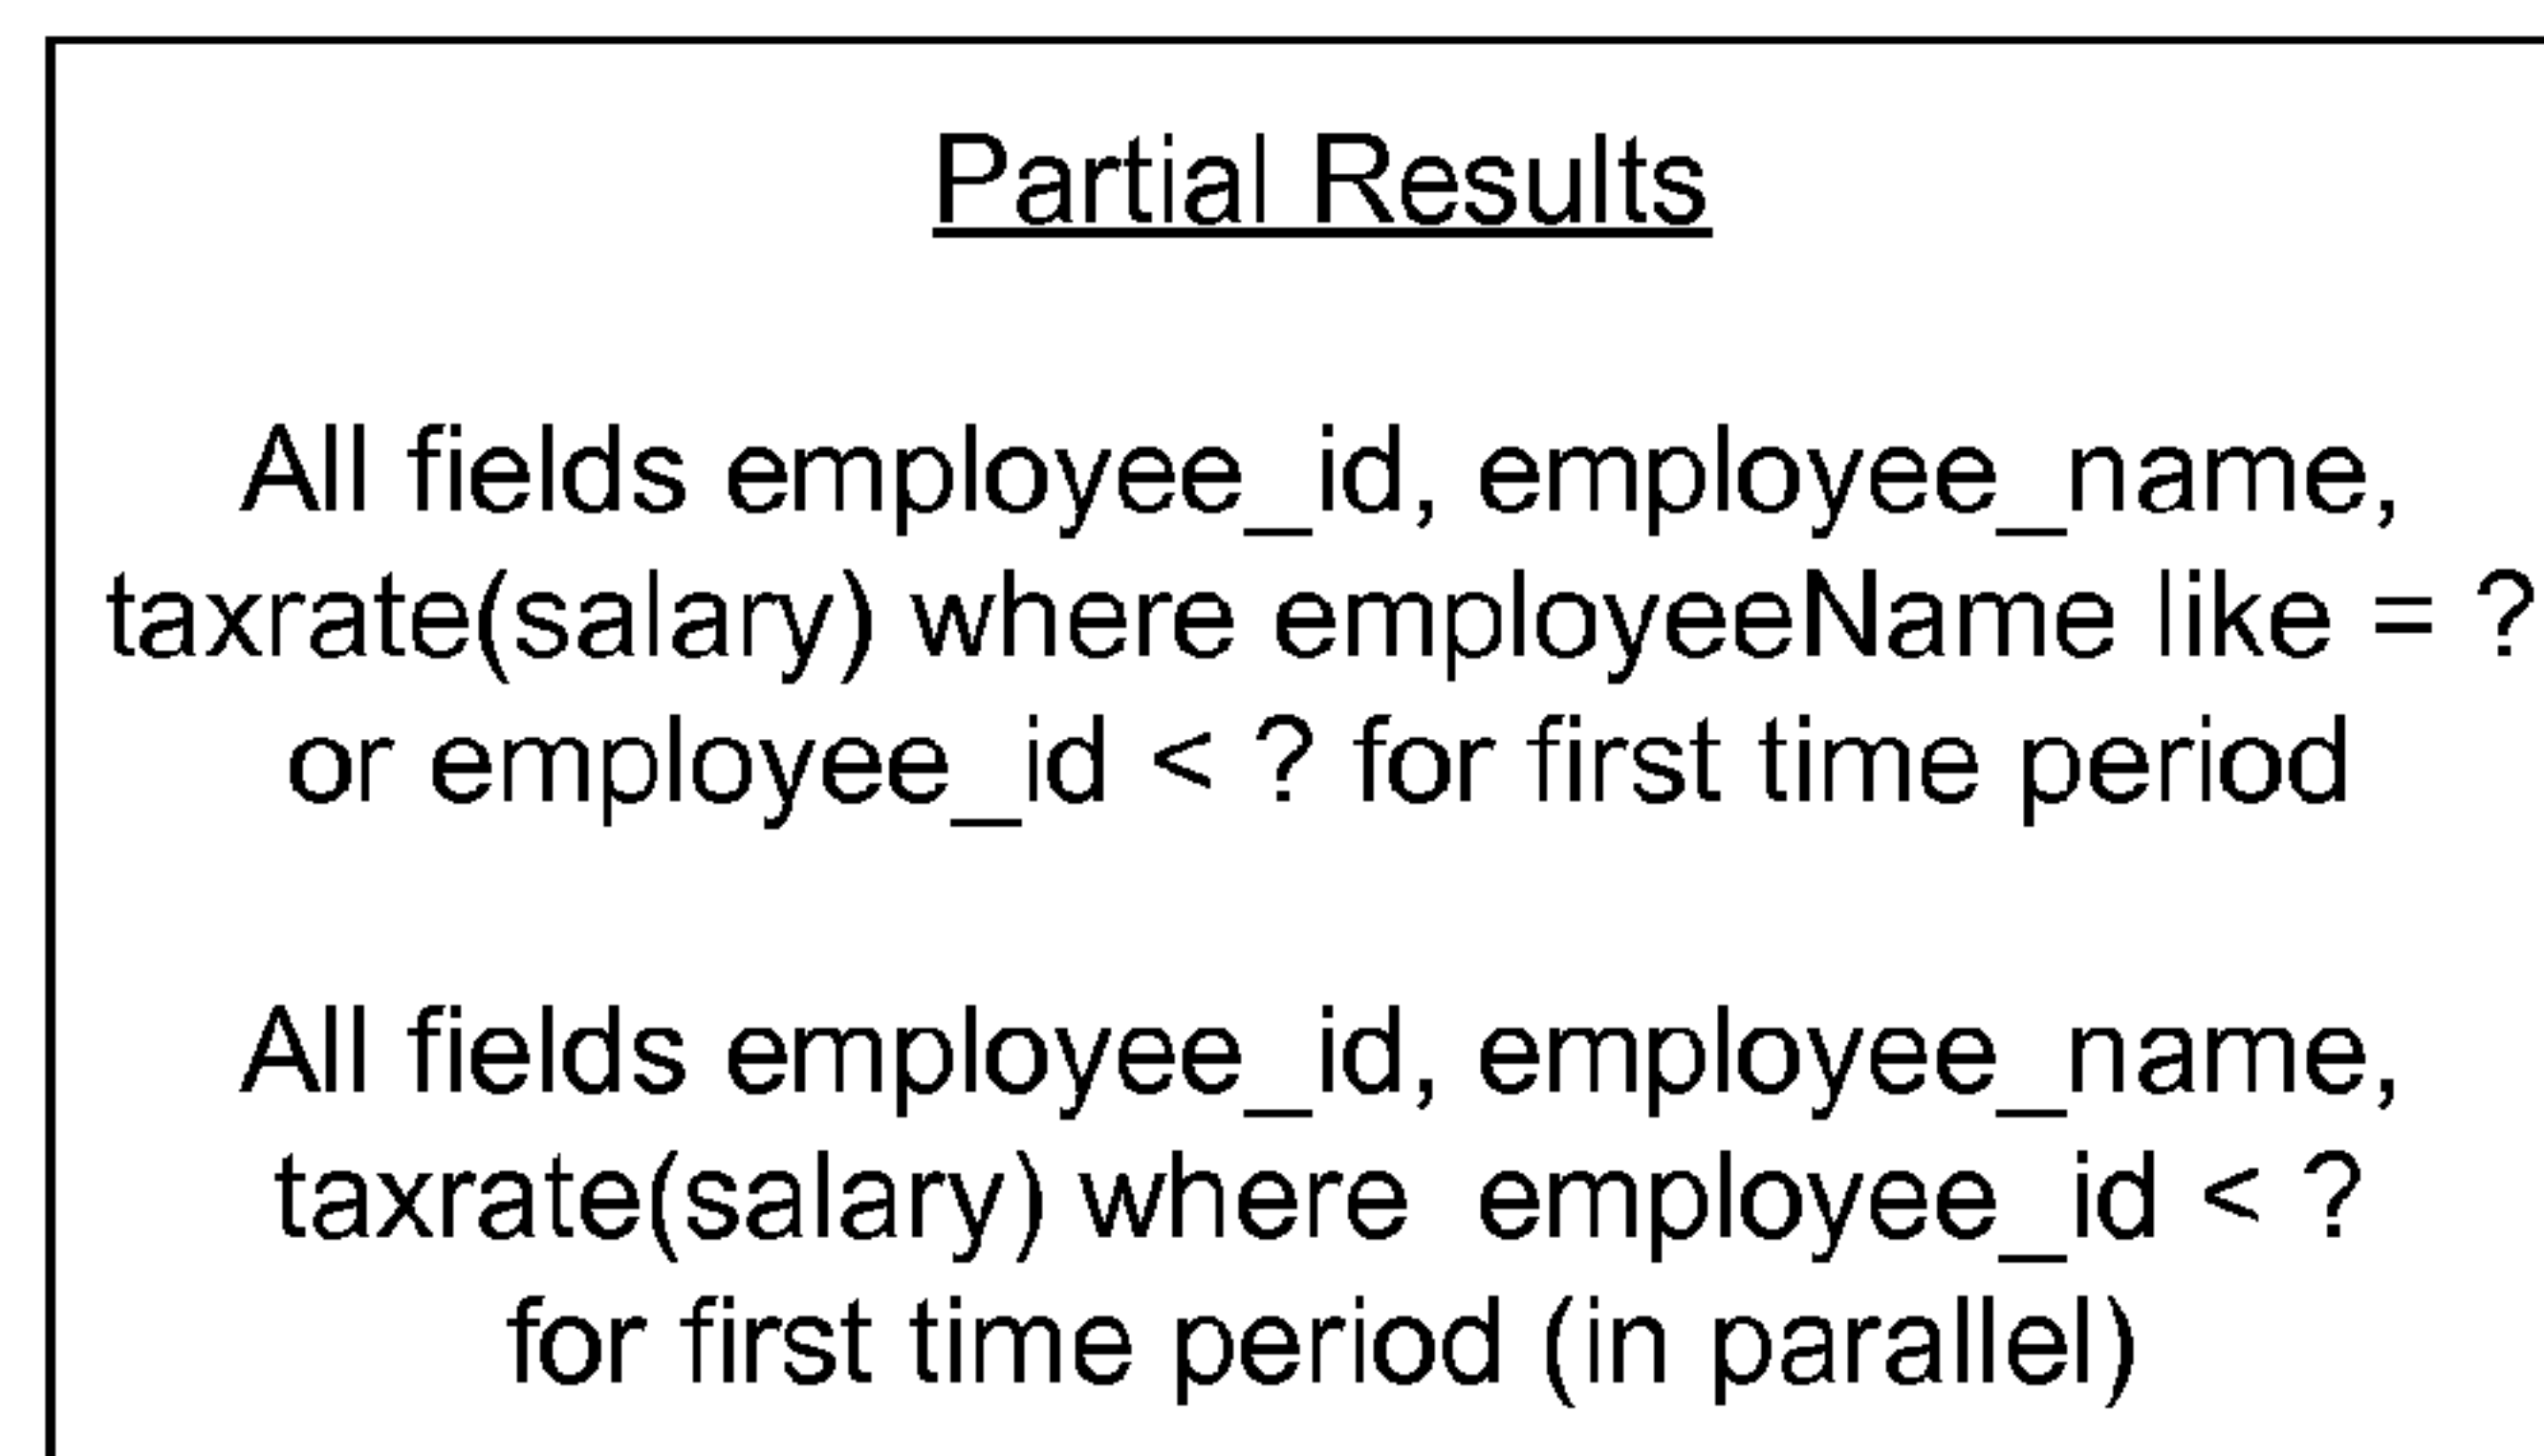 Partial Results
All fields employee_id, employee_name,
taxrate(salary) where employeeName like = ?
or employee_id < ? for first time period
All fields employee_id, employee_name,
taxrate(salary) where employee_id < ?
for first time period (in parallel)